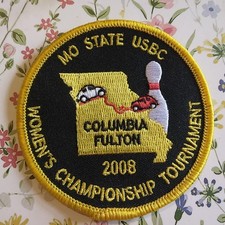 MO STATE USBC
COLUMBIA
FULTON
2008
WOMEN'S CHAMPIONSHIP TOURNAMENT